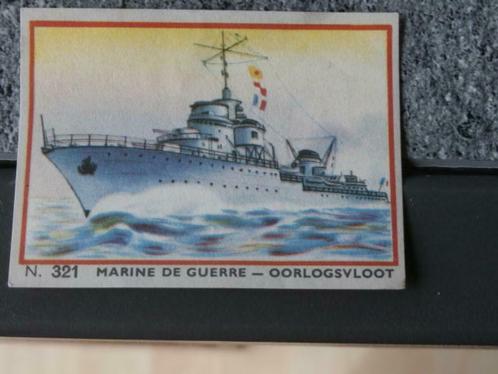 N. 321 MARINE DE GUERRE — OORLOGSVLOOT